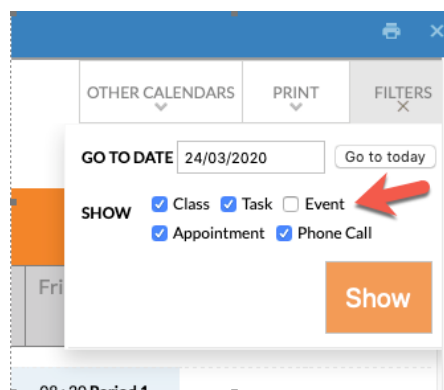 OTHER CALENDARS PRINT FILTERS
GO TO DATE 24/03/2020 Go to today
SHOW Class Task Event
Appointment Phone Call
Fri
Show
08:20 Period 1